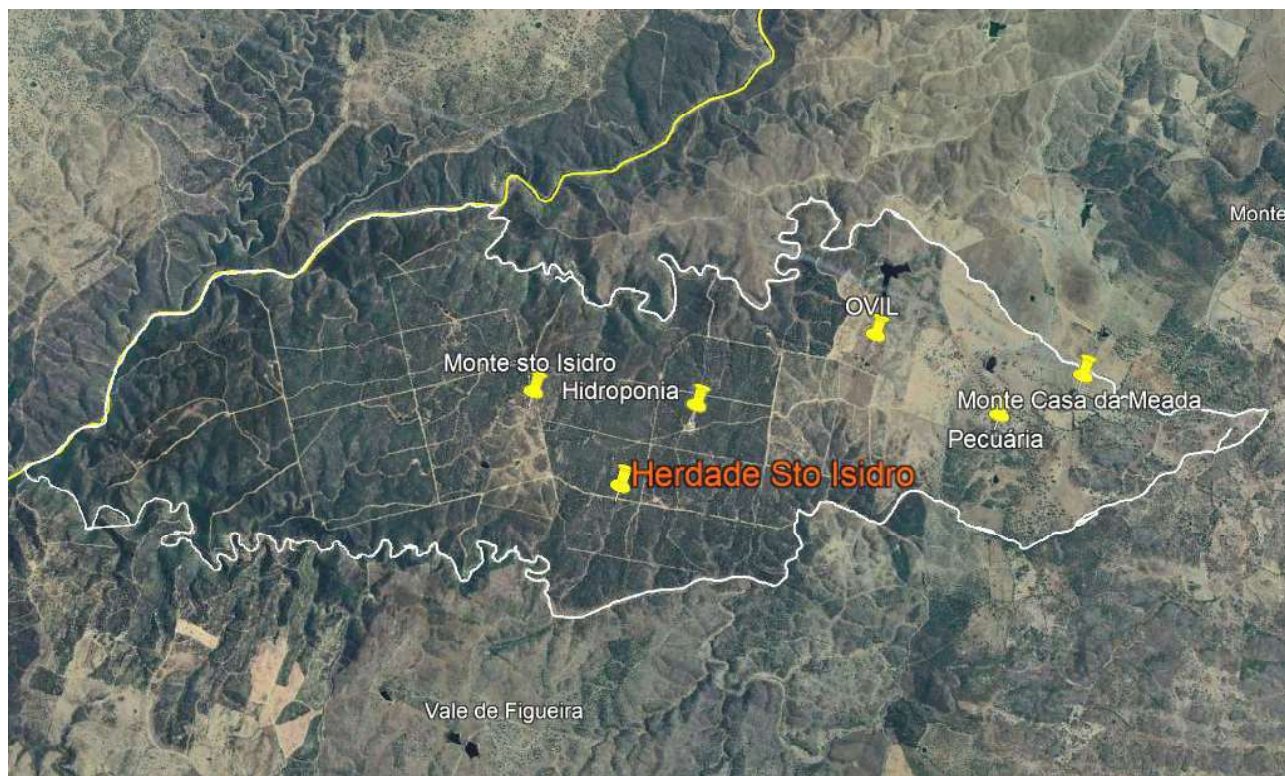 Monte
OVIL
Monte sto Isidro
Hidroponia
Monte Casa da Meada
Pecuária
Herdade Sto Isidro
Vale de Figueira